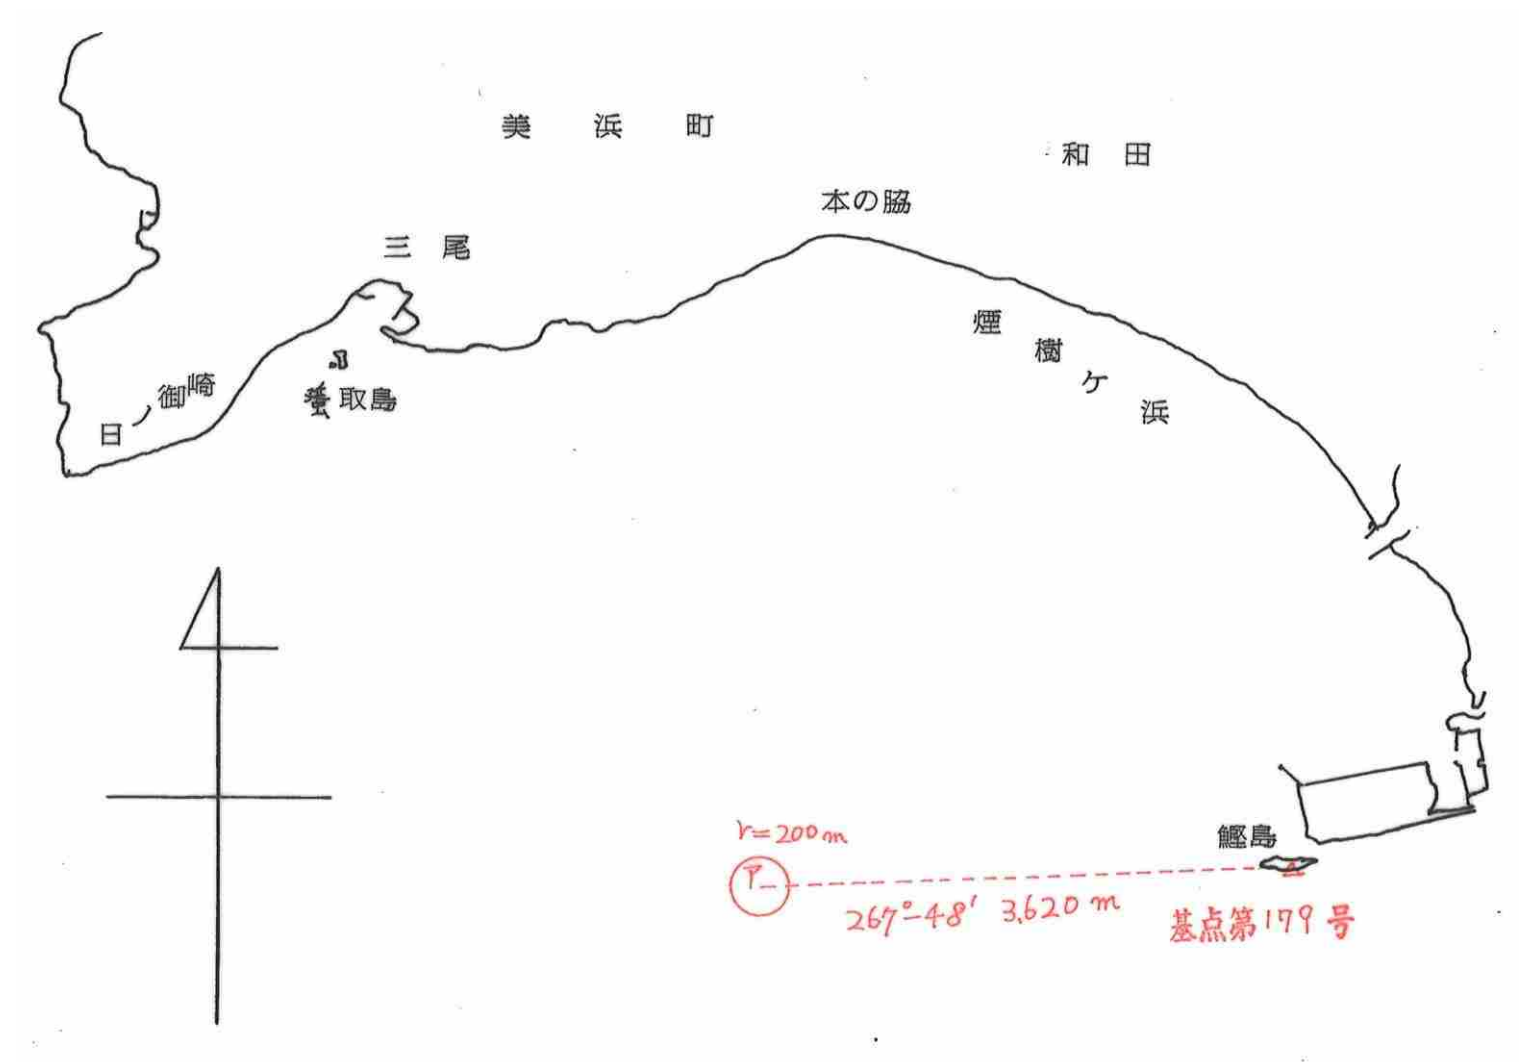 美浜町
和田
本の脇
三尾
煙樹ケ浜
日ノ御崎
取島
鰹島
r=200m
ア
267°-48' 3,620m
基点第179号